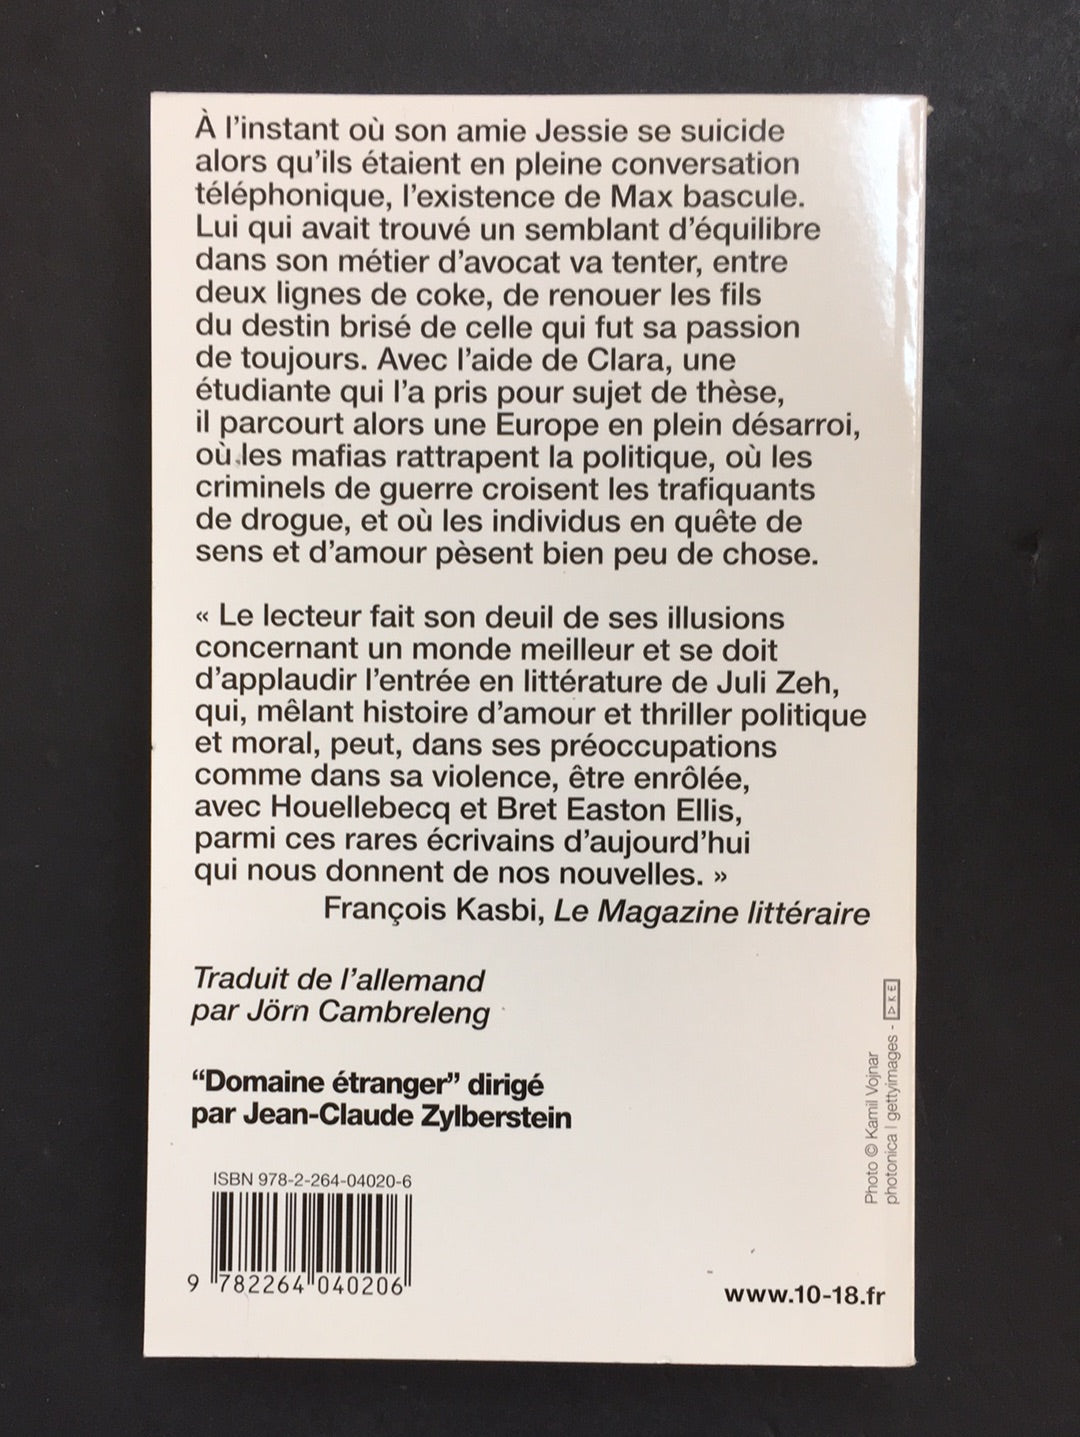 À l'instant où son amie Jessie se suicide
alors qu'ils étaient en pleine conversation
téléphonique, l'existence de Max bascule.
Lui qui avait trouvé un semblant d'équilibre
dans son métier d'avocat va tenter, entre
deux lignes de coke, de renouer les fils
du destin brisé de celle qui fut sa passion
de toujours. Avec l'aide de Clara, une
étudiante qui l'a pris pour sujet de thèse,
il parcourt alors une Europe en plein désarroi,
où les mafias rattrapent la politique, où les
criminels de guerre croisent les trafiquants
de drogue, et où les individus en quête de
sens et d'amour pèsent bien peu de chose.
« Le lecteur fait son deuil de ses illusions
concernant un monde meilleur et se doit
d'applaudir l'entrée en littérature de Juli Zeh,
qui, mêlant histoire d'amour et thriller politique
et moral, peut, dans ses préoccupations
comme dans sa violence, être enrôlée,
avec Houellebecq et Bret Easton Ellis,
parmi ces rares écrivains d'aujourd'hui
qui nous donnent de nos nouvelles. »
François Kasbi, Le Magazine littéraire
Traduit de l'allemand
par Jörn Cambreleng
“Domaine étranger” dirigé
par Jean-Claude Zylberstein
ISBN 978-2-264-04020-6
9 782264 040206
www.10-18.fr
Photo © Kamil Vojnar
photonica | gettyimages -